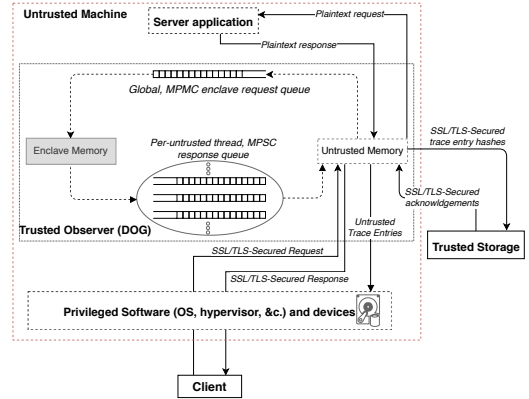 Untrusted Machine
Server application
Plaintext request
Plaintext response
Global, MPMC enclave request queue
Enclave Memory
Per-untrusted thread, MPSC
response queue
Untrusted Memory
SSL/TLS-Secured
trace entry hashes
SSL/TLS-Secured
acknowldgements
Trusted Observer (DOG)
Untrusted
Trace Entries
Trusted Storage
SSL/TLS-Secured Request
SSL/TLS-Secured Response
Privileged Software (OS, hypervisor, &c.) and devices
Client